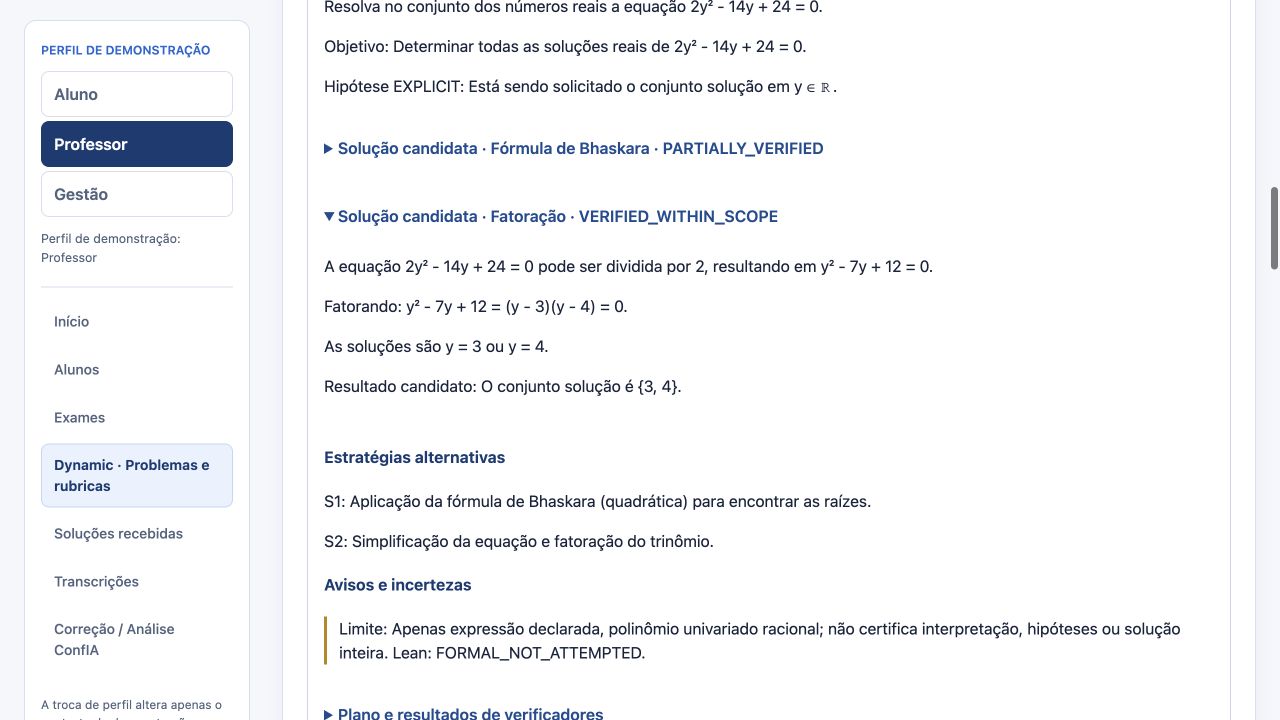 PERFIL DE DEMONSTRAÇÃO
Aluno
Professor
Gestão
Perfil de demonstração:
Professor
Início
Alunos
Exames
Dynamic · Problemas e
rubricas
Soluções recebidas
Transcrições
Correção / Análise
ConfIA
A troca de perfil altera apenas o
Resolva no conjunto dos números reais a equação 2y² - 14y + 24 = 0.
Objetivo: Determinar todas as soluções reais de 2y² - 14y + 24 = 0.
Hipótese EXPLICIT: Está sendo solicitado o conjunto solução em y ∈ ℝ .
Solução candidata · Fórmula de Bhaskara · PARTIALLY_VERIFIED
Solução candidata · Fatoração · VERIFIED_WITHIN_SCOPE
A equação 2y² - 14y + 24 = 0 pode ser dividida por 2, resultando em y² - 7y + 12 = 0.
Fatorando: y² - 7y + 12 = (y - 3)(y - 4) = 0.
As soluções são y = 3 ou y = 4.
Resultado candidato: O conjunto solução é {3, 4}.
Estratégias alternativas
S1: Aplicação da fórmula de Bhaskara (quadrática) para encontrar as raízes.
S2: Simplificação da equação e fatoração do trinômio.
Avisos e incertezas
Limite: Apenas expressão declarada, polinômio univariado racional; não certifica interpretação, hipóteses ou solução
inteira. Lean: FORMAL_NOT_ATTEMPTED.
Plano e resultados de verificadores